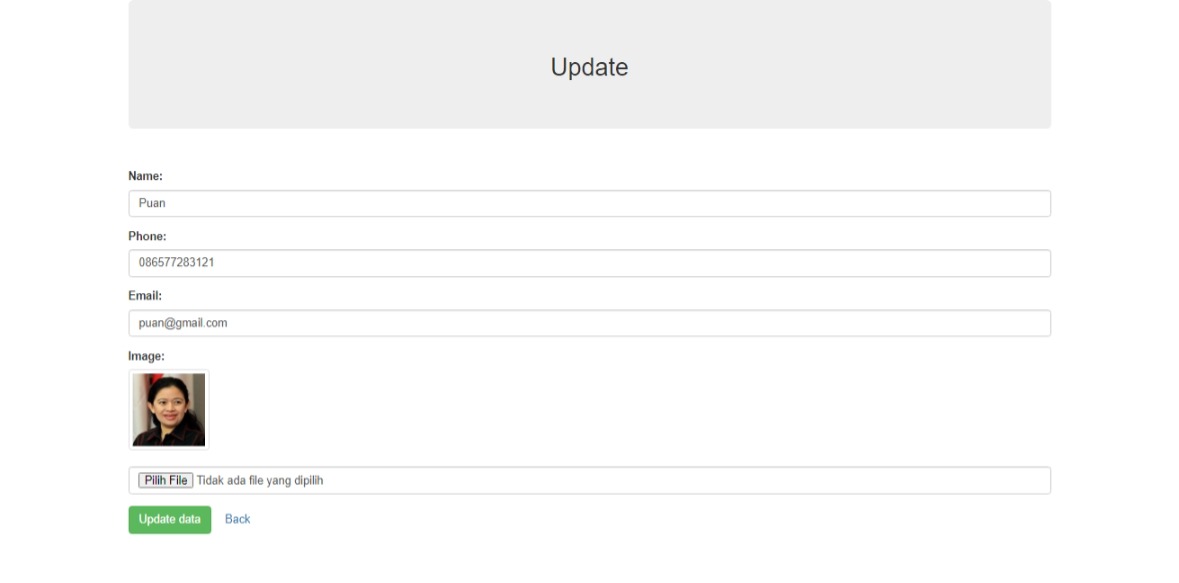 Update
Name:
Puan
Phone:
086577283121
Email:
puan@gmail.com
Image:
Pilih File Tidak ada file yang dipilih
Update data Back